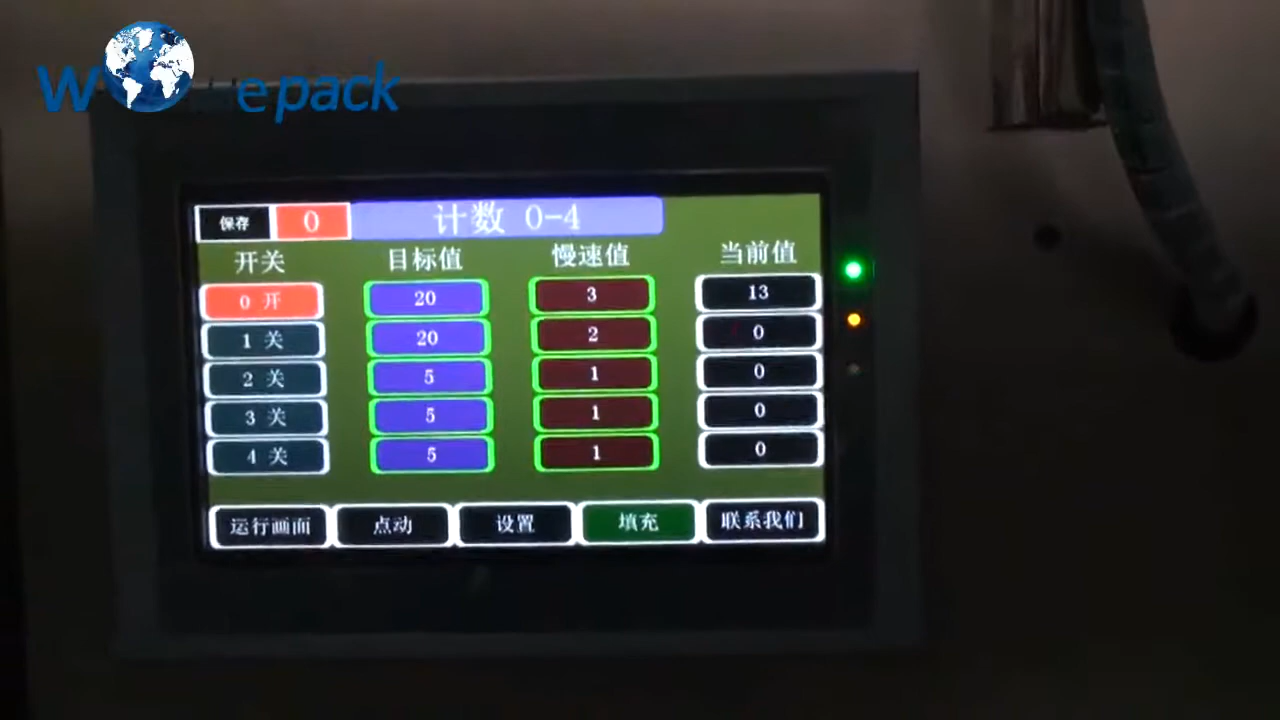 epack
保存 0 计数 0-4
开关 目标值 慢速值 当前值
0 开 20 3 13
1 关 20 2 0
2 关 5 1 0
3 关 5 1 0
4 关 5 1 0
运行画面 点动 设置 填充 联系我们